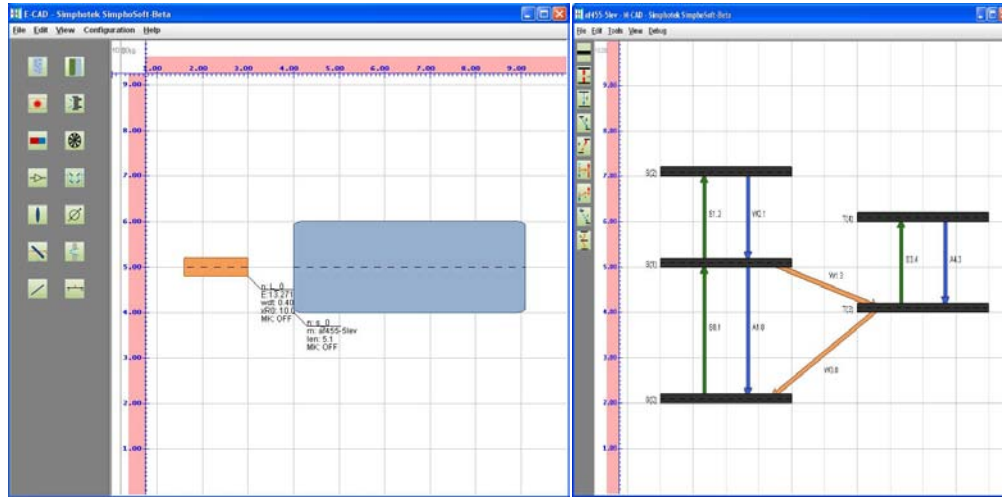 E-CAD - Simphotek SimphoSoft-Beta
File Edit View Configuration Help
1.00 2.00 3.00 4.00 5.00 6.00 7.00 8.00 9.00
9.00
8.00
7.00
6.00
5.00
4.00
3.00
2.00
1.00
n: L_0
E:13.271
wdt: 0.40
xR0: 10.0
MK: OFF
n: s_0
m: af455-5lev
len: 5.1
MK: OFF
af455-5lev - M-CAD - Simphotek SimphoSoft-Beta
File Edit Tools View Debug
9.00
8.00
7.00
6.00
5.00
4.00
3.00
2.00
1.00
S(2)
T(4)
S1.2
W2.1
S(1)
S3.4
A4.3
W1.3
T(3)
S0.1
A1.0
W3.0
S(0)